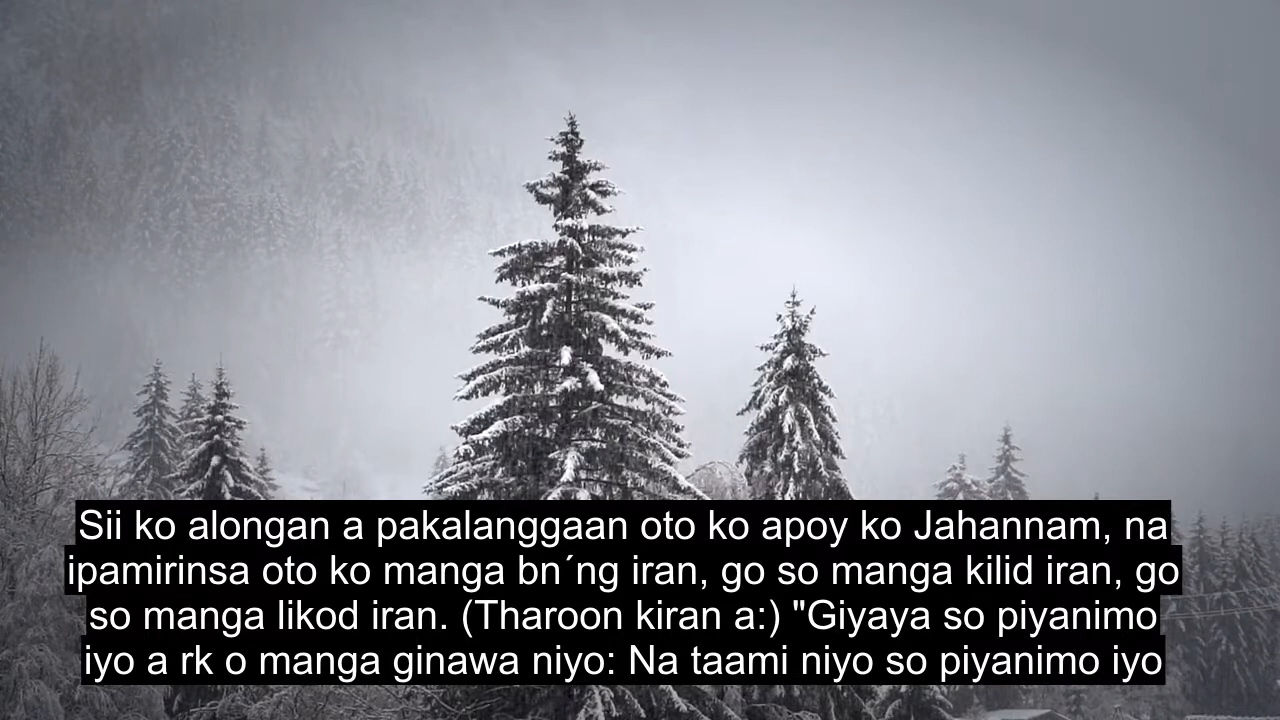 Sii ko alongan a pakalanggaan oto ko apoy ko Jahannam, na
ipamirinsa oto ko manga bn´ng iran, go so manga kilid iran, go
so manga likod iran. (Tharoon kiran a:) "Giyaya so piyanimo
iyo a rk o manga ginawa niyo: Na taami niyo so piyanimo iyo